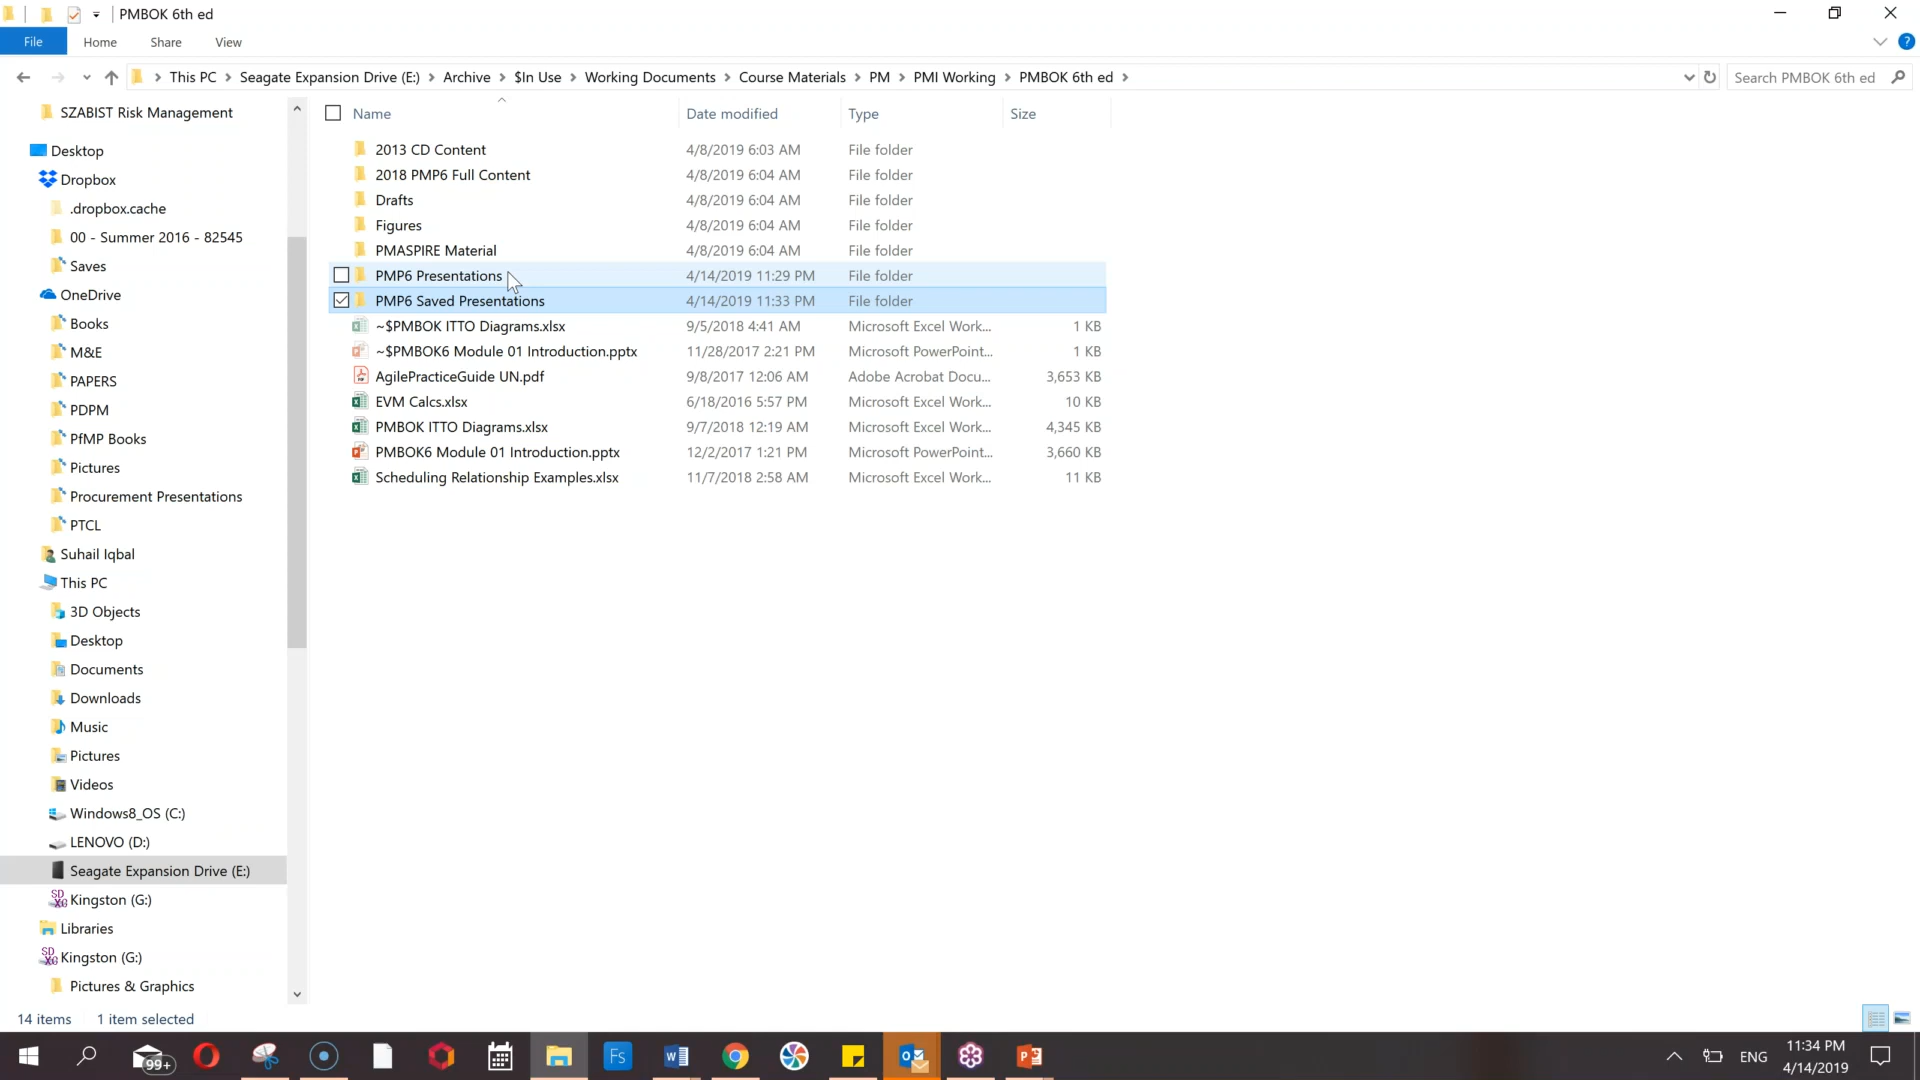 PMBOK 6th ed
File Home Share View
This PC Seagate Expansion Drive (E:) Archive $In Use Working Documents Course Materials PM PMI Working PMBOK 6th ed
Search PMBOK 6th ed
SZABIST Risk Management
Desktop
Dropbox
.dropbox.cache
00 - Summer 2016 - 82545
Saves
OneDrive
Books
M&E
PAPERS
PDPM
PfMP Books
Pictures
Procurement Presentations
PTCL
Suhail Iqbal
This PC
3D Objects
Desktop
Documents
Downloads
Music
Pictures
Videos
Windows8_OS (C:)
LENOVO (D:)
Seagate Expansion Drive (E:)
Kingston (G:)
Libraries
Kingston (G:)
Pictures & Graphics
Name Date modified Type Size
2013 CD Content 4/8/2019 6:03 AM File folder
2018 PMP6 Full Content 4/8/2019 6:04 AM File folder
Drafts 4/8/2019 6:04 AM File folder
Figures 4/8/2019 6:04 AM File folder
PMASPIRE Material 4/8/2019 6:04 AM File folder
PMP6 Presentations 4/14/2019 11:29 PM File folder
PMP6 Saved Presentations 4/14/2019 11:33 PM File folder
~$PMBOK ITTO Diagrams.xlsx 9/5/2018 4:41 AM Microsoft Excel Work... 1 KB
~$PMBOK6 Module 01 Introduction.pptx 11/28/2017 2:21 PM Microsoft PowerPoint... 1 KB
AgilePracticeGuide UN.pdf 9/8/2017 12:06 AM Adobe Acrobat Docu... 3,653 KB
EVM Calcs.xlsx 6/18/2016 5:57 PM Microsoft Excel Work... 10 KB
PMBOK ITTO Diagrams.xlsx 9/7/2018 12:19 AM Microsoft Excel Work... 4,345 KB
PMBOK6 Module 01 Introduction.pptx 12/2/2017 1:21 PM Microsoft PowerPoint... 3,660 KB
Scheduling Relationship Examples.xlsx 11/7/2018 2:58 AM Microsoft Excel Work... 11 KB
14 items 1 item selected
99+
Fs
ENG
11:34 PM
4/14/2019